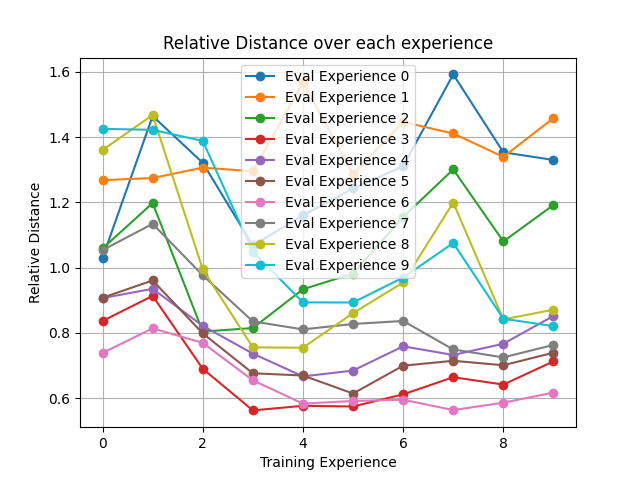 Relative Distance over each experience
Eval Experience 0
Eval Experience 1
Eval Experience 2
Eval Experience 3
Eval Experience 4
Eval Experience 5
Eval Experience 6
Eval Experience 7
Eval Experience 8
Eval Experience 9
Relative Distance
1.6
1.4
1.2
1.0
0.8
0.6
0 2 4 6 8
Training Experience